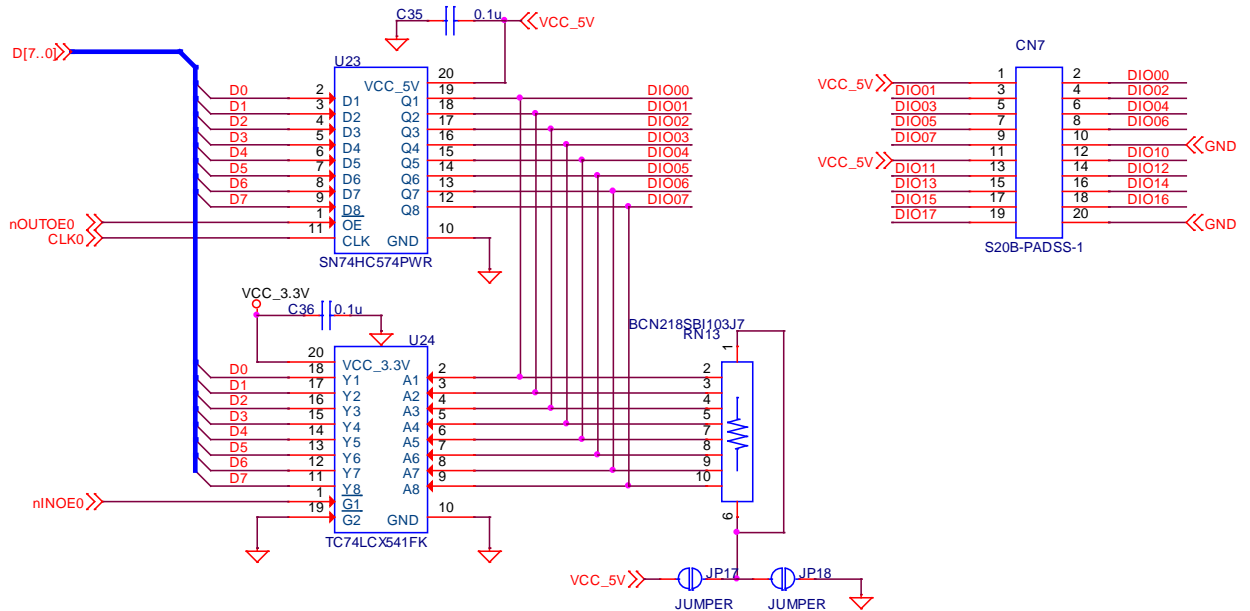 C35 0.1u VCC_5V
D[7..0]
U23
VCC_5V 20
D0 2 D1 Q1 19 DIO00
D1 3 D2 Q2 18 DIO01
D2 4 D3 Q3 17 DIO02
D3 5 D4 Q4 16 DIO03
D4 6 D5 Q5 15 DIO04
D5 7 D6 Q6 14 DIO05
D6 8 D7 Q7 13 DIO06
D7 9 D8 Q8 12 DIO07
nOUTOE0 1 OE
CLK0 11 CLK GND 10
SN74HC574PWR
CN7
VCC_5V 1 2 DIO00
DIO01 3 4 DIO02
DIO03 5 6 DIO04
DIO05 7 8 DIO06
DIO07 9 10 GND
VCC_5V 11 12 DIO10
DIO11 13 14 DIO12
DIO13 15 16 DIO14
DIO15 17 18 DIO16
DIO17 19 20 GND
S20B-PADSS-1
VCC_3.3V
C36 0.1u
U24
20 VCC_3.3V
D0 18 Y1 A1 2
D1 17 Y2 A2 3
D2 16 Y3 A3 4
D3 15 Y4 A4 5
D4 14 Y5 A5 6
D5 13 Y6 A6 7
D6 12 Y7 A7 8
D7 11 Y8 A8 9
nINOE0 1 G1
19 G2 GND 10
TC74LCX541FK
BCN218SBI103J7
RN13
1
2
3
4
5
7
8
9
10
6
VCC_5V JP17 JP18
JUMPER JUMPER